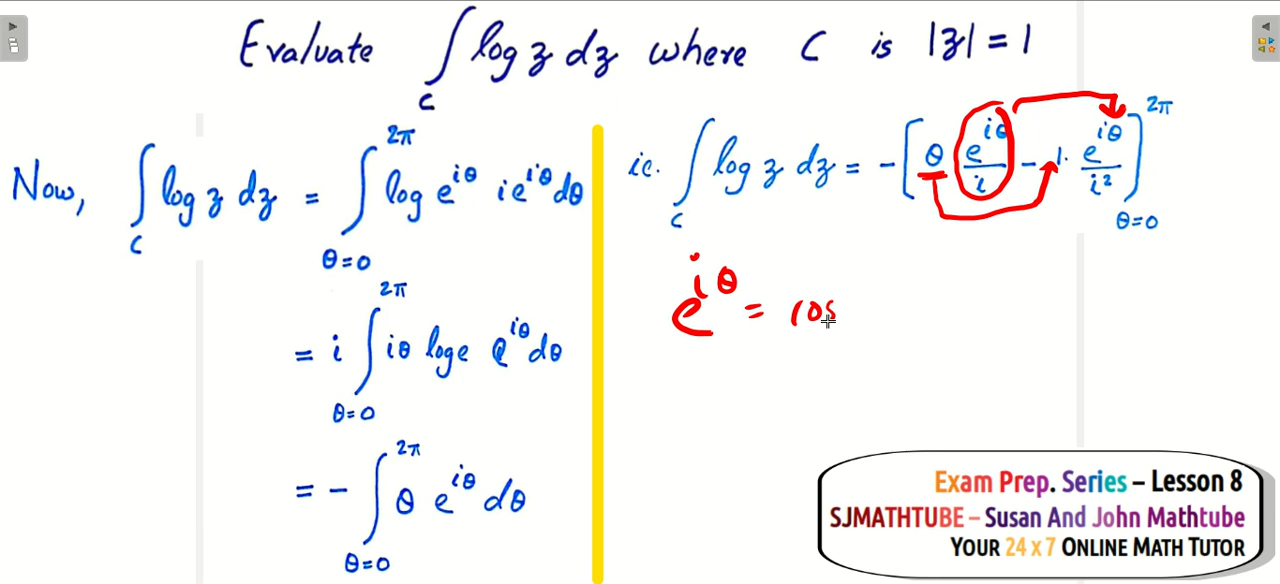 Evaluate ∫_C log z dz where C is |z| = 1
Now, ∫_C log z dz = ∫_{θ=0}^{2π} log e^{iθ} i e^{iθ} dθ
= i ∫_{θ=0}^{2π} iθ log e e^{iθ} dθ
= - ∫_{θ=0}^{2π} θ e^{iθ} dθ
ie. ∫_C log z dz = - [ θ e^{iθ}/i - 1. e^{iθ}/i² ]_{θ=0}^{2π}
e^{iθ} = cos
Exam Prep. Series – Lesson 8
SJMATHTUBE – Susan And John Mathtube
YOUR 24 x 7 ONLINE MATH TUTOR